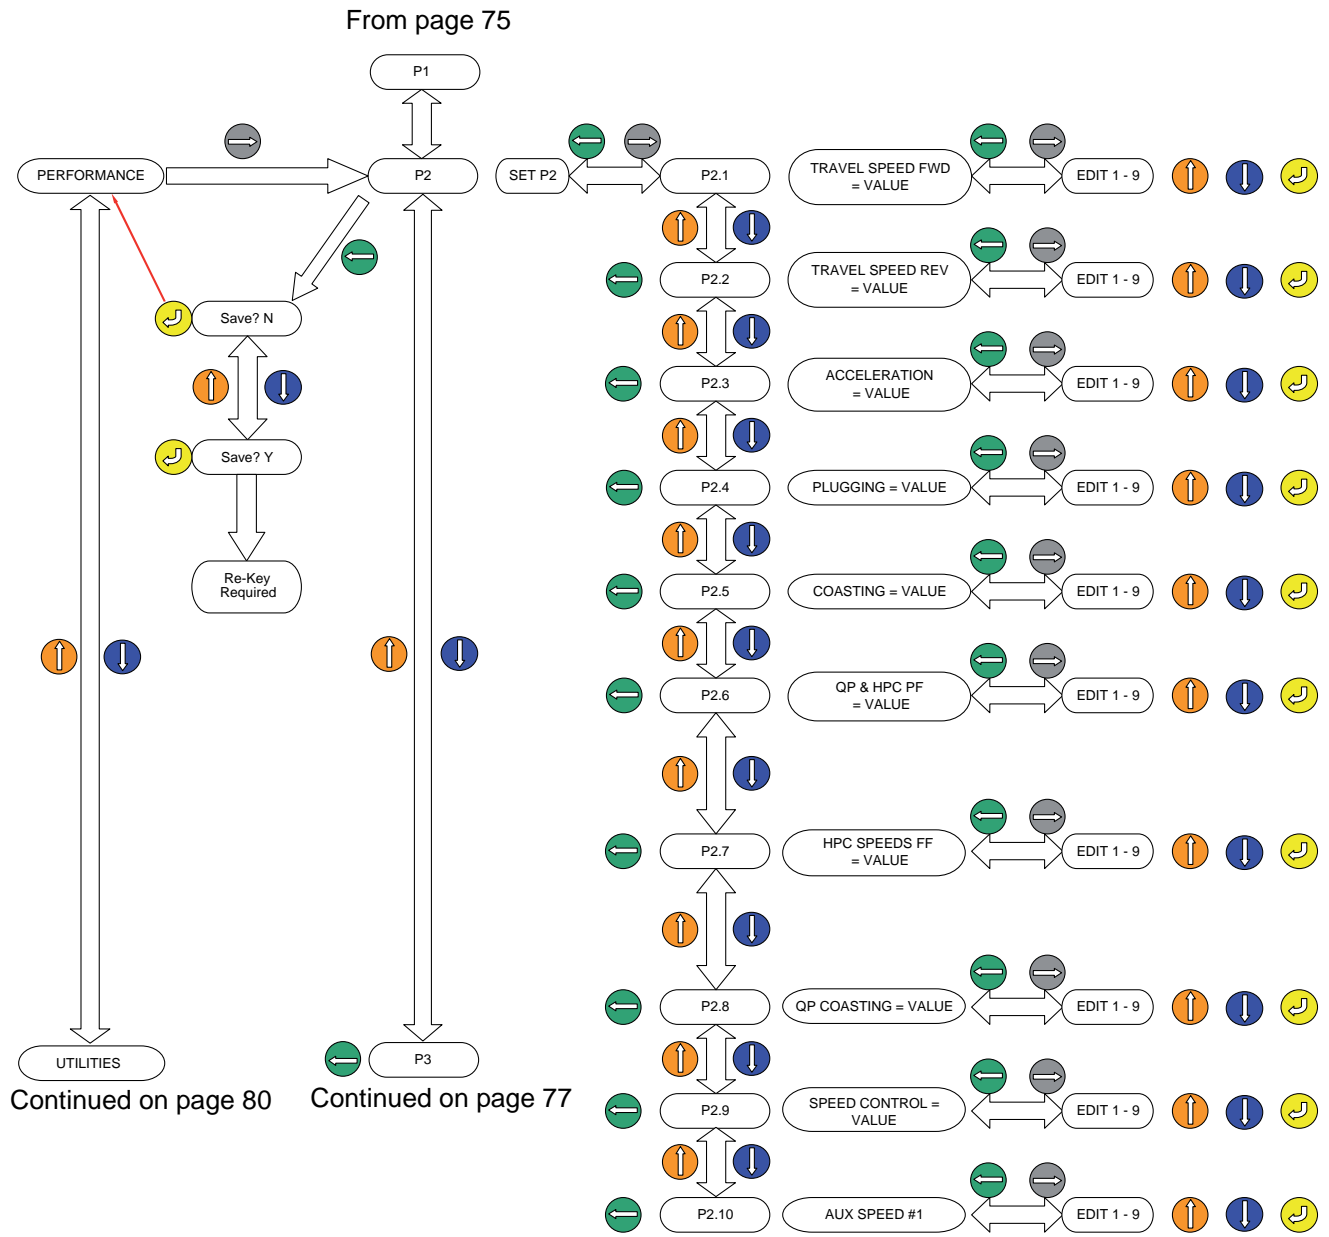 From page 75
P1
PERFORMANCE
P2
SET P2
P2.1
TRAVEL SPEED FWD
= VALUE
EDIT 1 - 9
P2.2
TRAVEL SPEED REV
= VALUE
EDIT 1 - 9
Save? N
P2.3
ACCELERATION
= VALUE
EDIT 1 - 9
Save? Y
P2.4
PLUGGING = VALUE
EDIT 1 - 9
Re-Key
Required
P2.5
COASTING = VALUE
EDIT 1 - 9
P2.6
QP & HPC PF
= VALUE
EDIT 1 - 9
P2.7
HPC SPEEDS FF
= VALUE
EDIT 1 - 9
P2.8
QP COASTING = VALUE
EDIT 1 - 9
UTILITIES
Continued on page 80
P3
Continued on page 77
P2.9
SPEED CONTROL =
VALUE
EDIT 1 - 9
P2.10
AUX SPEED #1
EDIT 1 - 9